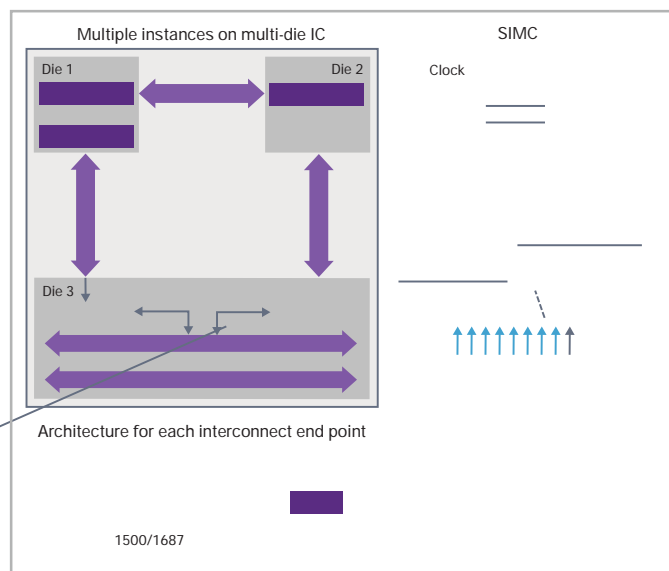 Multiple instances on multi-die IC
SIMC
Die 1
Die 2
Clock
Die 3
Architecture for each interconnect end point
1500/1687